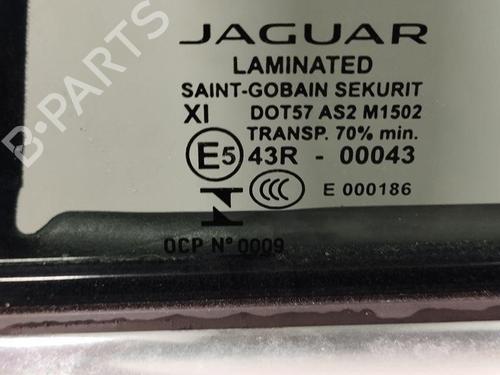 B-PARTS
JAGUAR
LAMINATED
SAINT-GOBAIN SEKURIT
XI DOT57 AS2 M1502
TRANSP. 70% min.
E5 43R - 00043
CCC E 000186
OCP N° 0009